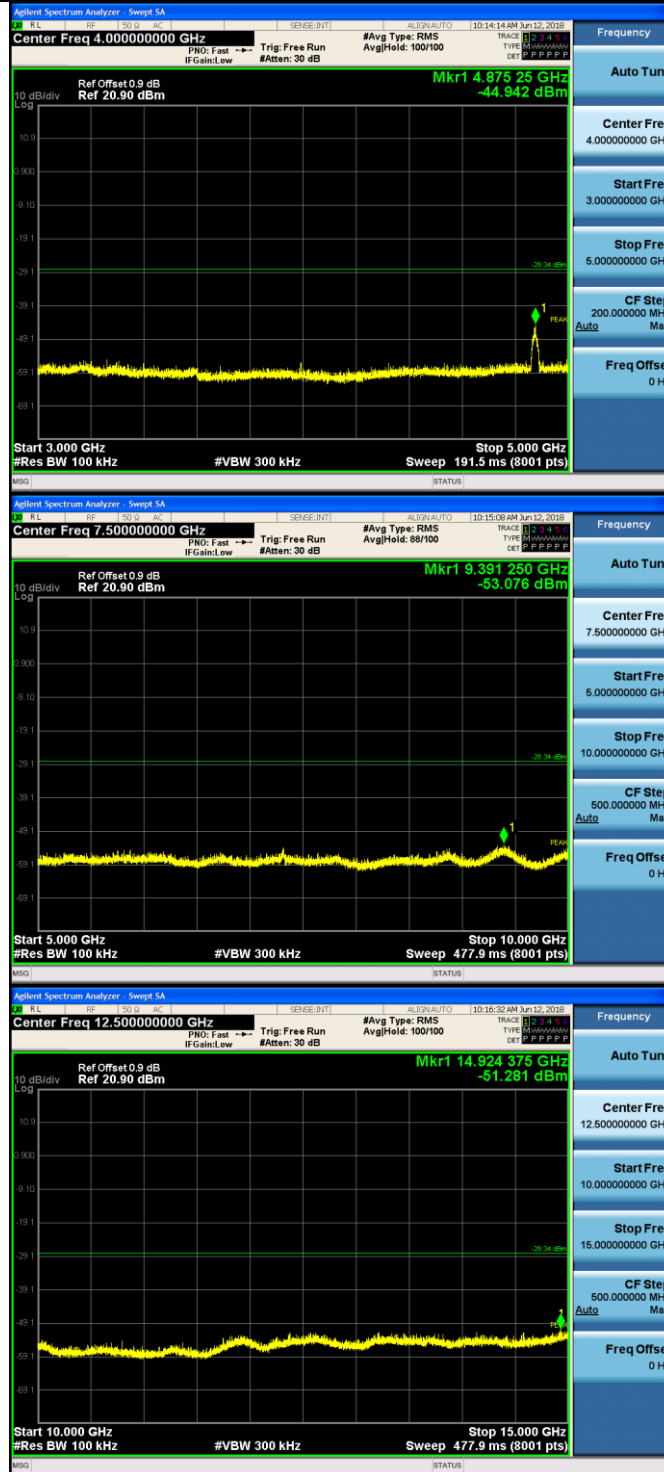 Agilent Spectrum Analyzer - Swept SA
RL RF 50 Ω AC SENSE:INT ALIGN AUTO 10:14:14 AM Jun 12, 2018
Center Freq 4.000000000 GHz
PNO: Fast Trig: Free Run
IFGain:Low #Atten: 30 dB
#Avg Type: RMS
Avg|Hold: 100/100
TRACE 1 2 3 4 5 6
TYPE M
DET P P P P P P
Frequency
Mkr1 4.875 25 GHz
-44.942 dBm
Ref Offset 0.9 dB
10 dB/div Ref 20.90 dBm
Log
10.9
0.900
-9.10
-19.1
-29.1
-39.1
-49.1
-59.1
-69.1
-28.34 dBm
1
PEAK
Start 3.000 GHz Stop 5.000 GHz
#Res BW 100 kHz #VBW 300 kHz Sweep 191.5 ms (8001 pts)
MSG STATUS
Auto Tun
Center Fre
4.000000000 GH
Start Fre
3.000000000 GH
Stop Fre
5.000000000 GH
CF Ste
200.000000 MH
Auto Ma
Freq Offse
0 H
Agilent Spectrum Analyzer - Swept SA
RL RF 50 Ω AC SENSE:INT ALIGN AUTO 10:15:08 AM Jun 12, 2018
Center Freq 7.500000000 GHz
PNO: Fast Trig: Free Run
IFGain:Low #Atten: 30 dB
#Avg Type: RMS
Avg|Hold: 88/100
TRACE 1 2 3 4 5 6
TYPE M
DET P P P P P P
Frequency
Mkr1 9.391 250 GHz
-53.076 dBm
Ref Offset 0.9 dB
10 dB/div Ref 20.90 dBm
Log
10.9
0.900
-9.10
-19.1
-29.1
-39.1
-49.1
-59.1
-69.1
-28.34 dBm
1
PEAK
Start 5.000 GHz Stop 10.000 GHz
#Res BW 100 kHz #VBW 300 kHz Sweep 477.9 ms (8001 pts)
MSG STATUS
Auto Tun
Center Fre
7.500000000 GH
Start Fre
5.000000000 GH
Stop Fre
10.000000000 GH
CF Ste
500.000000 MH
Auto Ma
Freq Offse
0 H
Agilent Spectrum Analyzer - Swept SA
RL RF 50 Ω AC SENSE:INT ALIGN AUTO 10:16:32 AM Jun 12, 2018
Center Freq 12.500000000 GHz
PNO: Fast Trig: Free Run
IFGain:Low #Atten: 30 dB
#Avg Type: RMS
Avg|Hold: 100/100
TRACE 1 2 3 4 5 6
TYPE M
DET P P P P P P
Frequency
Mkr1 14.924 375 GHz
-51.281 dBm
Ref Offset 0.9 dB
10 dB/div Ref 20.90 dBm
Log
10.9
0.900
-9.10
-19.1
-29.1
-39.1
-49.1
-59.1
-69.1
-28.34 dBm
1
Start 10.000 GHz Stop 15.000 GHz
#Res BW 100 kHz #VBW 300 kHz Sweep 477.9 ms (8001 pts)
MSG STATUS
Auto Tun
Center Fre
12.500000000 GH
Start Fre
10.000000000 GH
Stop Fre
15.000000000 GH
CF Ste
500.000000 MH
Auto Ma
Freq Offse
0 H